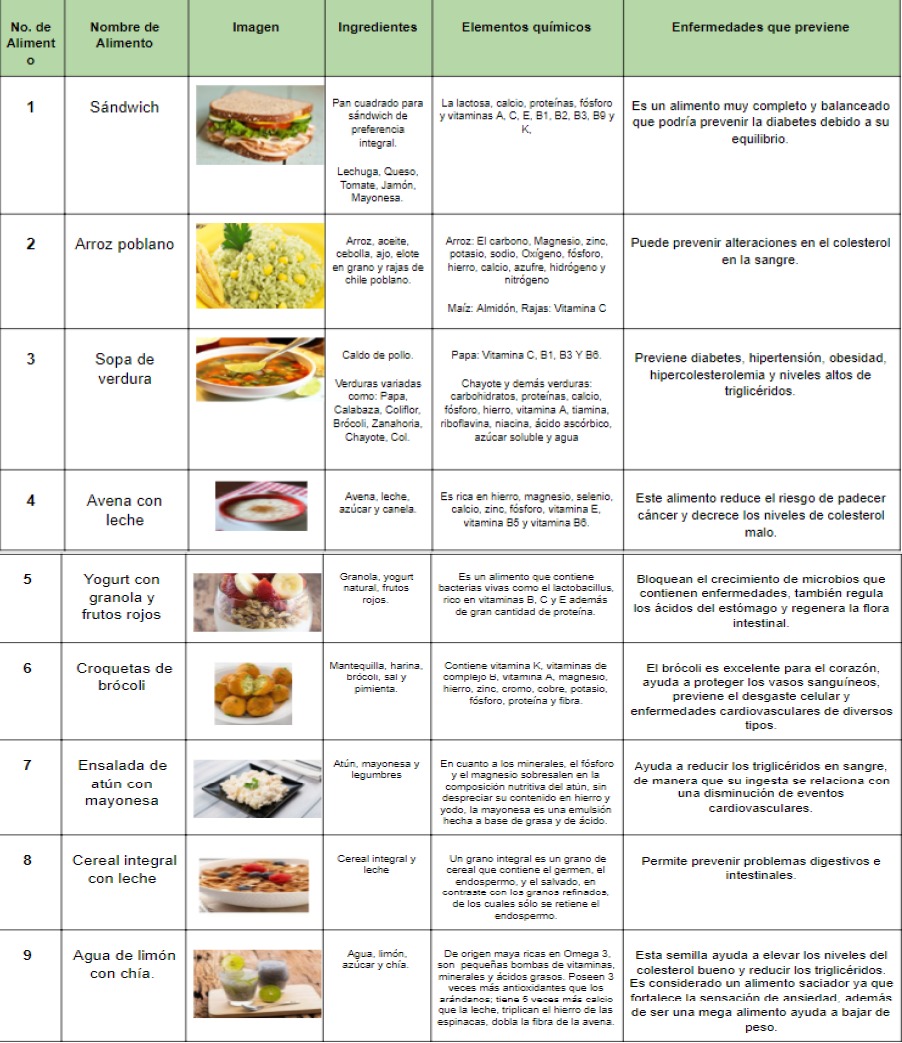 No. de
Aliment
o
Nombre de
Alimento
Imagen
Ingredientes
Elementos químicos
Enfermedades que previene
1
Sándwich
Pan cuadrado para
sándwich de
preferencia
integral.
Lechuga, Queso,
Tomate, Jamón,
Mayonesa.
La lactosa, calcio, proteínas, fósforo
y vitaminas A, C, E, B1, B2, B3, B9 y
K,
Es un alimento muy completo y balanceado
que podría prevenir la diabetes debido a su
equilibrio.
2
Arroz poblano
Arroz, aceite,
cebolla, ajo, elote
en grano y rajas de
chile poblano.
Arroz: El carbono, Magnesio, zinc,
potasio, sodio, Oxígeno, fósforo,
hierro, calcio, azufre, hidrógeno y
nitrógeno
Maíz: Almidón, Rajas: Vitamina C
Puede prevenir alteraciones en el colesterol
en la sangre.
3
Sopa de
verdura
Caldo de pollo.
Verduras variadas
como: Papa,
Calabaza, Coliflor,
Brócoli, Zanahoria,
Chayote, Col.
Papa: Vitamina C, B1, B3 Y B6.
Chayote y demás verduras:
carbohidratos, proteínas, calcio,
fósforo, hierro, vitamina A, tiamina,
riboflavina, niacina, ácido ascórbico,
azúcar soluble y agua
Previene diabetes, hipertensión, obesidad,
hipercolesterolemia y niveles altos de
triglicéridos.
4
Avena con
leche
Avena, leche,
azúcar y canela.
Es rica en hierro, magnesio, selenio,
calcio, zinc, fósforo, vitamina E,
vitamina B5 y vitamina B6.
Este alimento reduce el riesgo de padecer
cáncer y decrece los niveles de colesterol
malo.
5
Yogurt con
granola y
frutos rojos
Granola, yogurt
natural, frutos
rojos.
Es un alimento que contiene
bacterias vivas como el lactobacillus,
rico en vitaminas B, C y E además
de gran cantidad de proteína.
Bloquean el crecimiento de microbios que
contienen enfermedades, también regula
los ácidos del estómago y regenera la flora
intestinal.
6
Croquetas de
brócoli
Mantequilla, harina,
brócoli, sal y
pimienta.
Contiene vitamina K, vitaminas de
complejo B, vitamina A, magnesio,
hierro, zinc, cromo, cobre, potasio,
fósforo, proteína y fibra.
El brócoli es excelente para el corazón,
ayuda a proteger los vasos sanguíneos,
previene el desgaste celular y
enfermedades cardiovasculares de diversos
tipos.
7
Ensalada de
atún con
mayonesa
Atún, mayonesa y
legumbres
En cuanto a los minerales, el fósforo
y el magnesio sobresalen en la
composición nutritiva del atún, sin
despreciar su contenido en hierro y
yodo, la mayonesa es una emulsión
hecha a base de grasa y de ácido.
Ayuda a reducir los triglicéridos en sangre,
de manera que su ingesta se relaciona con
una disminución de eventos
cardiovasculares.
8
Cereal integral
con leche
Cereal integral y
leche
Un grano integral es un grano de
cereal que contiene el germen, el
endospermo, y el salvado, en
contraste con los granos refinados,
de los cuales sólo se retiene el
endospermo.
Permite prevenir problemas digestivos e
intestinales.
9
Agua de limón
con chía.
Agua, limón,
azúcar y chía.
De origen maya ricas en Omega 3,
son pequeñas bombas de vitaminas,
minerales y ácidos grasos. Poseen 3
veces más antioxidantes que los
arándanos; tiene 5 veces más calcio
que la leche, triplican el hierro de las
espinacas, dobla la fibra de la avena.
Esta semilla ayuda a elevar los niveles del
colesterol bueno y reducir los triglicéridos.
Es considerado un alimento saciador ya que
fortalece la sensación de ansiedad, además
de ser una mega alimento ayuda a bajar de
peso.